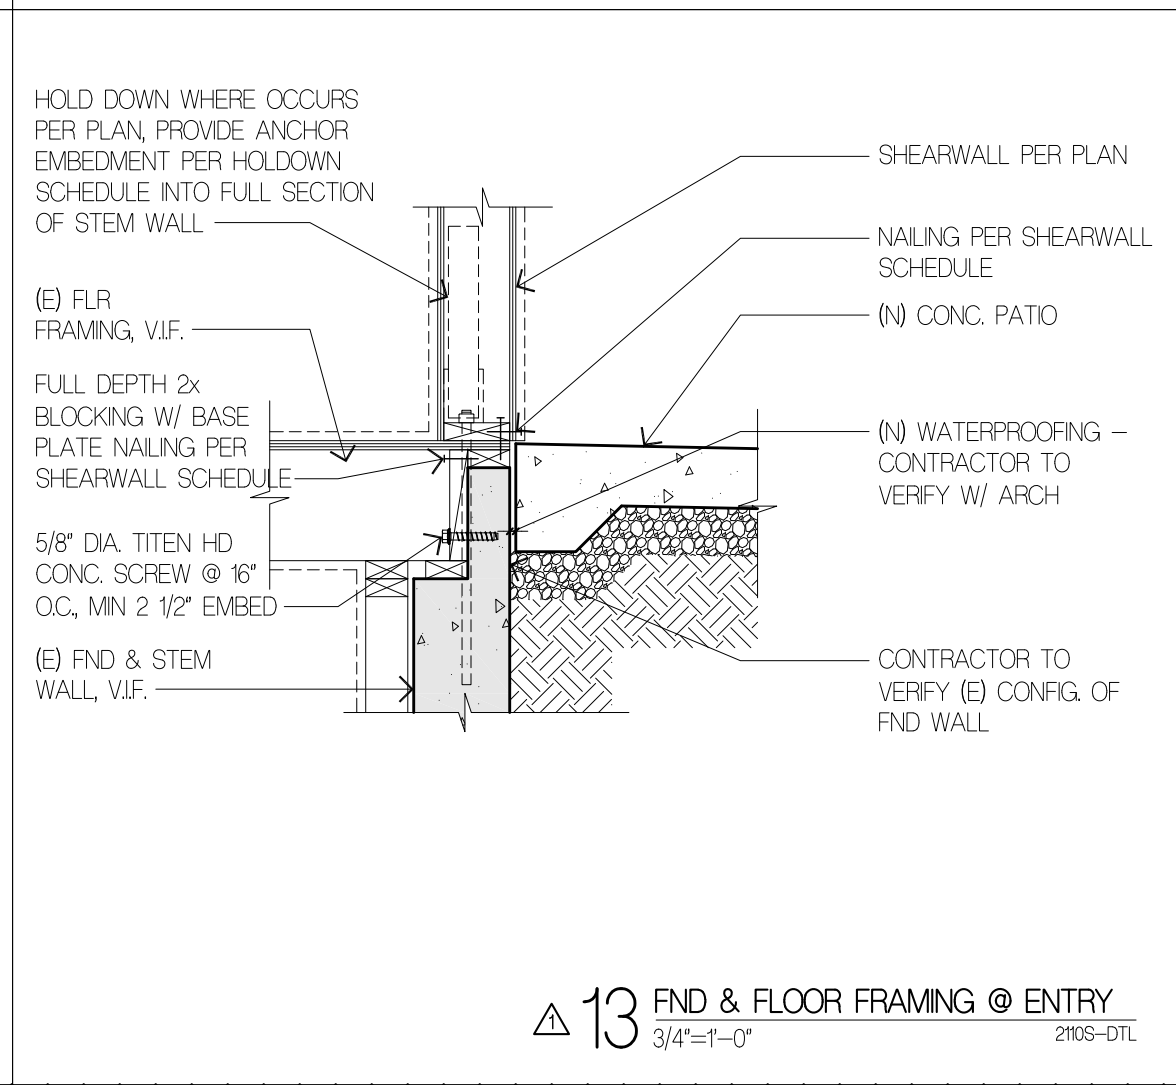 HOLD DOWN WHERE OCCURS
PER PLAN, PROVIDE ANCHOR
EMBEDMENT PER HOLDOWN
SCHEDULE INTO FULL SECTION
OF STEM WALL
(E) FLR
FRAMING, V.I.F.
FULL DEPTH 2x
BLOCKING W/ BASE
PLATE NAILING PER
SHEARWALL SCHEDULE
5/8" DIA. TITEN HD
CONC. SCREW @ 16"
O.C., MIN 2 1/2" EMBED
(E) FND & STEM
WALL, V.I.F.
SHEARWALL PER PLAN
NAILING PER SHEARWALL
SCHEDULE
(N) CONC. PATIO
(N) WATERPROOFING –
CONTRACTOR TO
VERIFY W/ ARCH
CONTRACTOR TO
VERIFY (E) CONFIG. OF
FND WALL
1 13 FND & FLOOR FRAMING @ ENTRY
3/4"=1'-0" 2110S-DTL